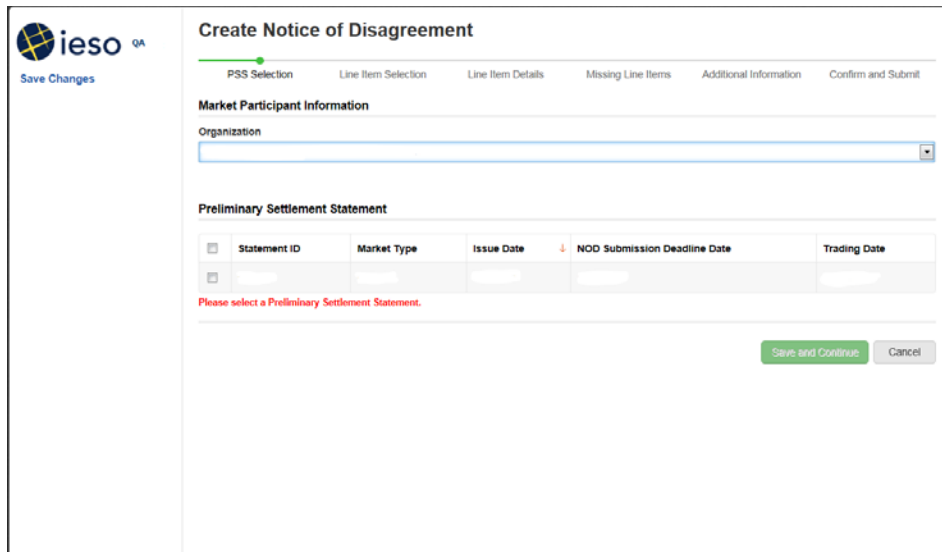 ieso QA
Save Changes
Create Notice of Disagreement
PSS Selection Line Item Selection Line Item Details Missing Line Items Additional Information Confirm and Submit
Market Participant Information
Organization
Preliminary Settlement Statement
Statement ID Market Type Issue Date ↓ NOD Submission Deadline Date Trading Date
Please select a Preliminary Settlement Statement.
Save and Continue Cancel